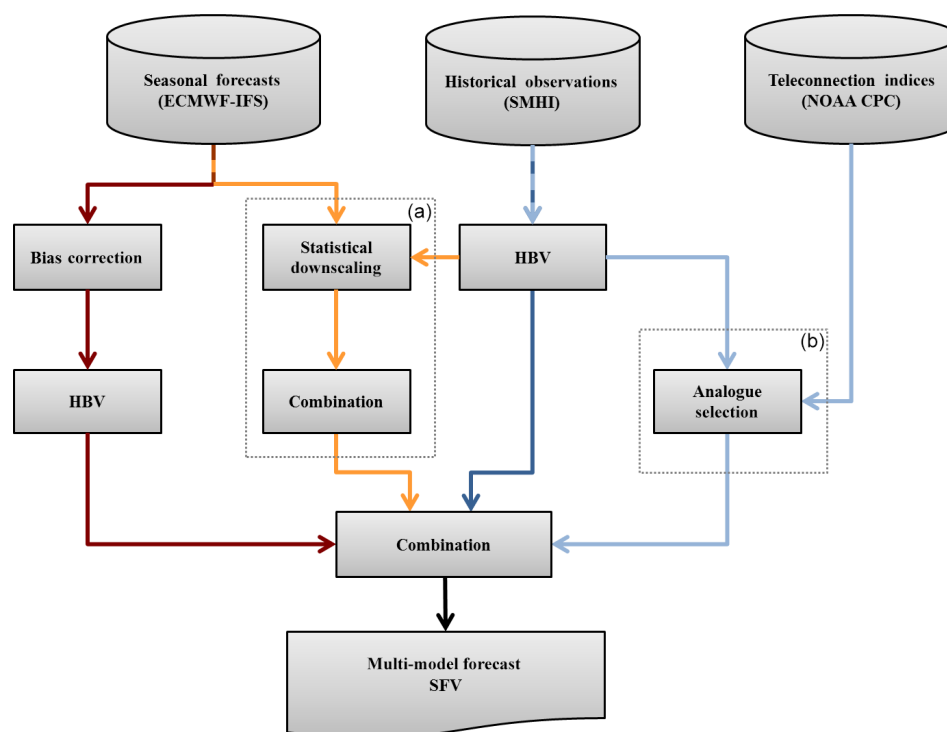 Seasonal forecasts
(ECMWF-IFS)
Historical observations
(SMHI)
Teleconnection indices
(NOAA CPC)
(a)
Bias correction
Statistical
downscaling
HBV
(b)
HBV
Combination
Analogue
selection
Combination
Multi-model forecast
SFV